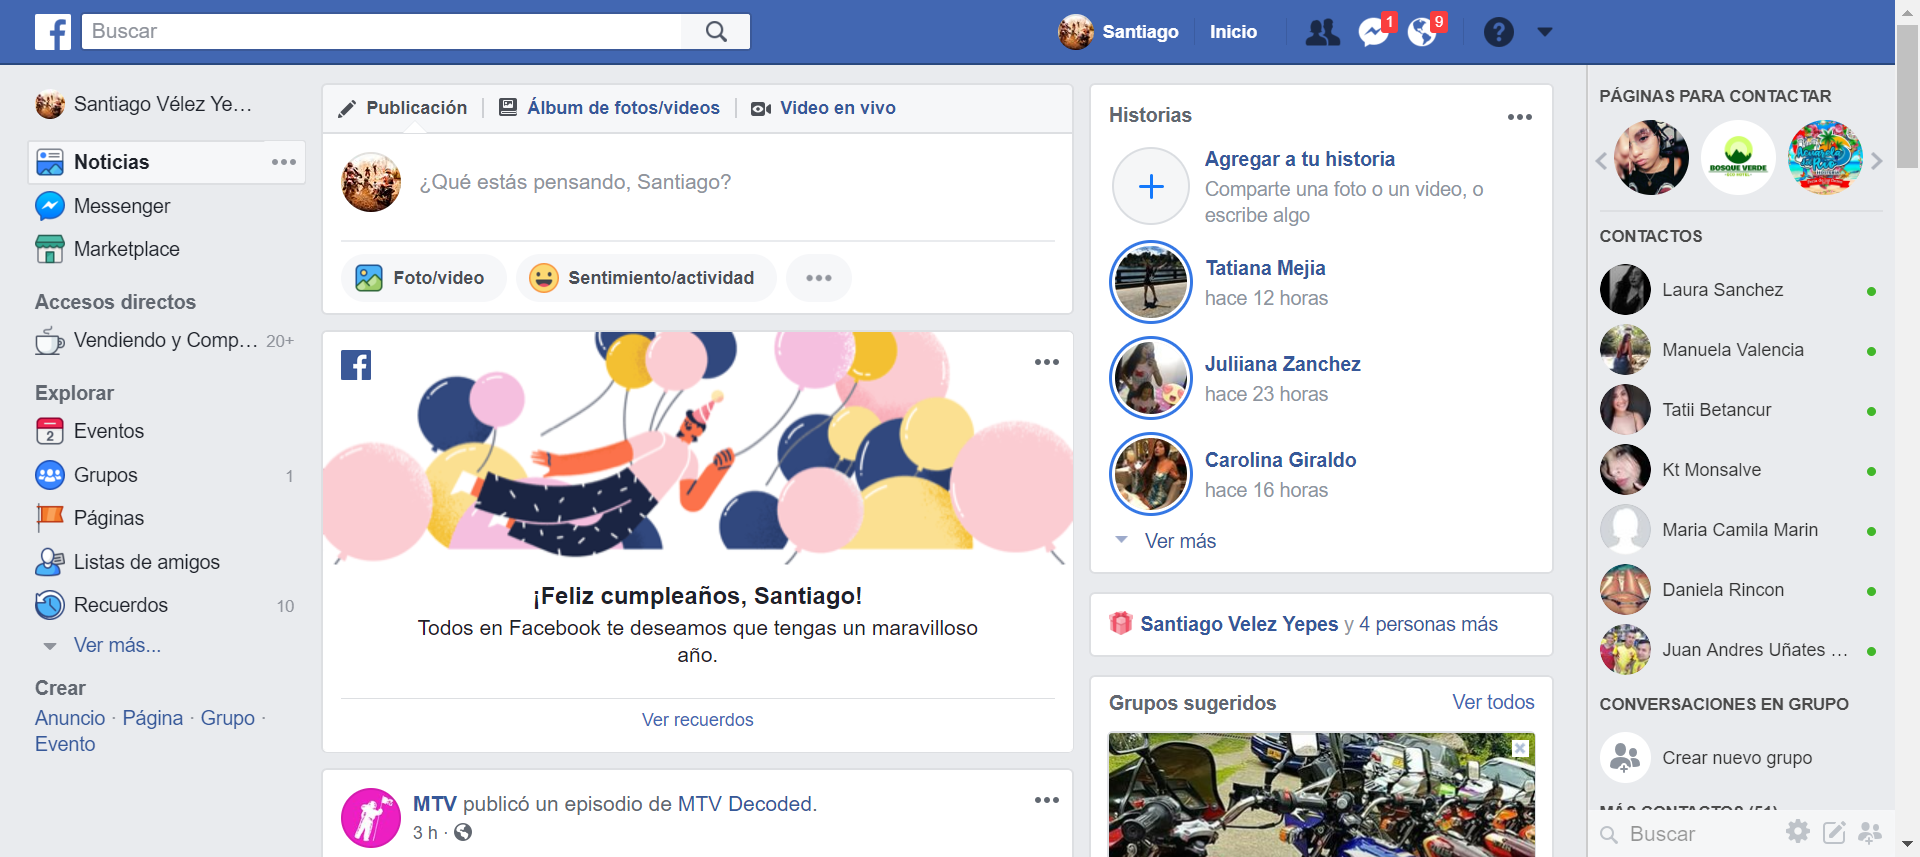 Buscar
Santiago
Inicio
1
9
Santiago Vélez Ye...
Noticias
Messenger
Marketplace
Accesos directos
Vendiendo y Comp... 20+
Explorar
2
Eventos
Grupos 1
Páginas
Listas de amigos
Recuerdos 10
Ver más...
Crear
Anuncio · Página · Grupo ·
Evento
Publicación
Álbum de fotos/videos
Video en vivo
¿Qué estás pensando, Santiago?
Foto/video
Sentimiento/actividad
¡Feliz cumpleaños, Santiago!
Todos en Facebook te deseamos que tengas un maravilloso
año.
Ver recuerdos
MTV publicó un episodio de MTV Decoded.
3 h ·
Historias
Agregar a tu historia
Comparte una foto o un video, o
escribe algo
Tatiana Mejia
hace 12 horas
Juliiana Zanchez
hace 23 horas
Carolina Giraldo
hace 16 horas
Ver más
Santiago Velez Yepes y 4 personas más
Grupos sugeridos
Ver todos
PÁGINAS PARA CONTACTAR
BOSQUE VERDE
CONTACTOS
Laura Sanchez
Manuela Valencia
Tatii Betancur
Kt Monsalve
Maria Camila Marin
Daniela Rincon
Juan Andres Uñates ...
CONVERSACIONES EN GRUPO
Crear nuevo grupo
MÁS CONTACTOS (51)
Buscar